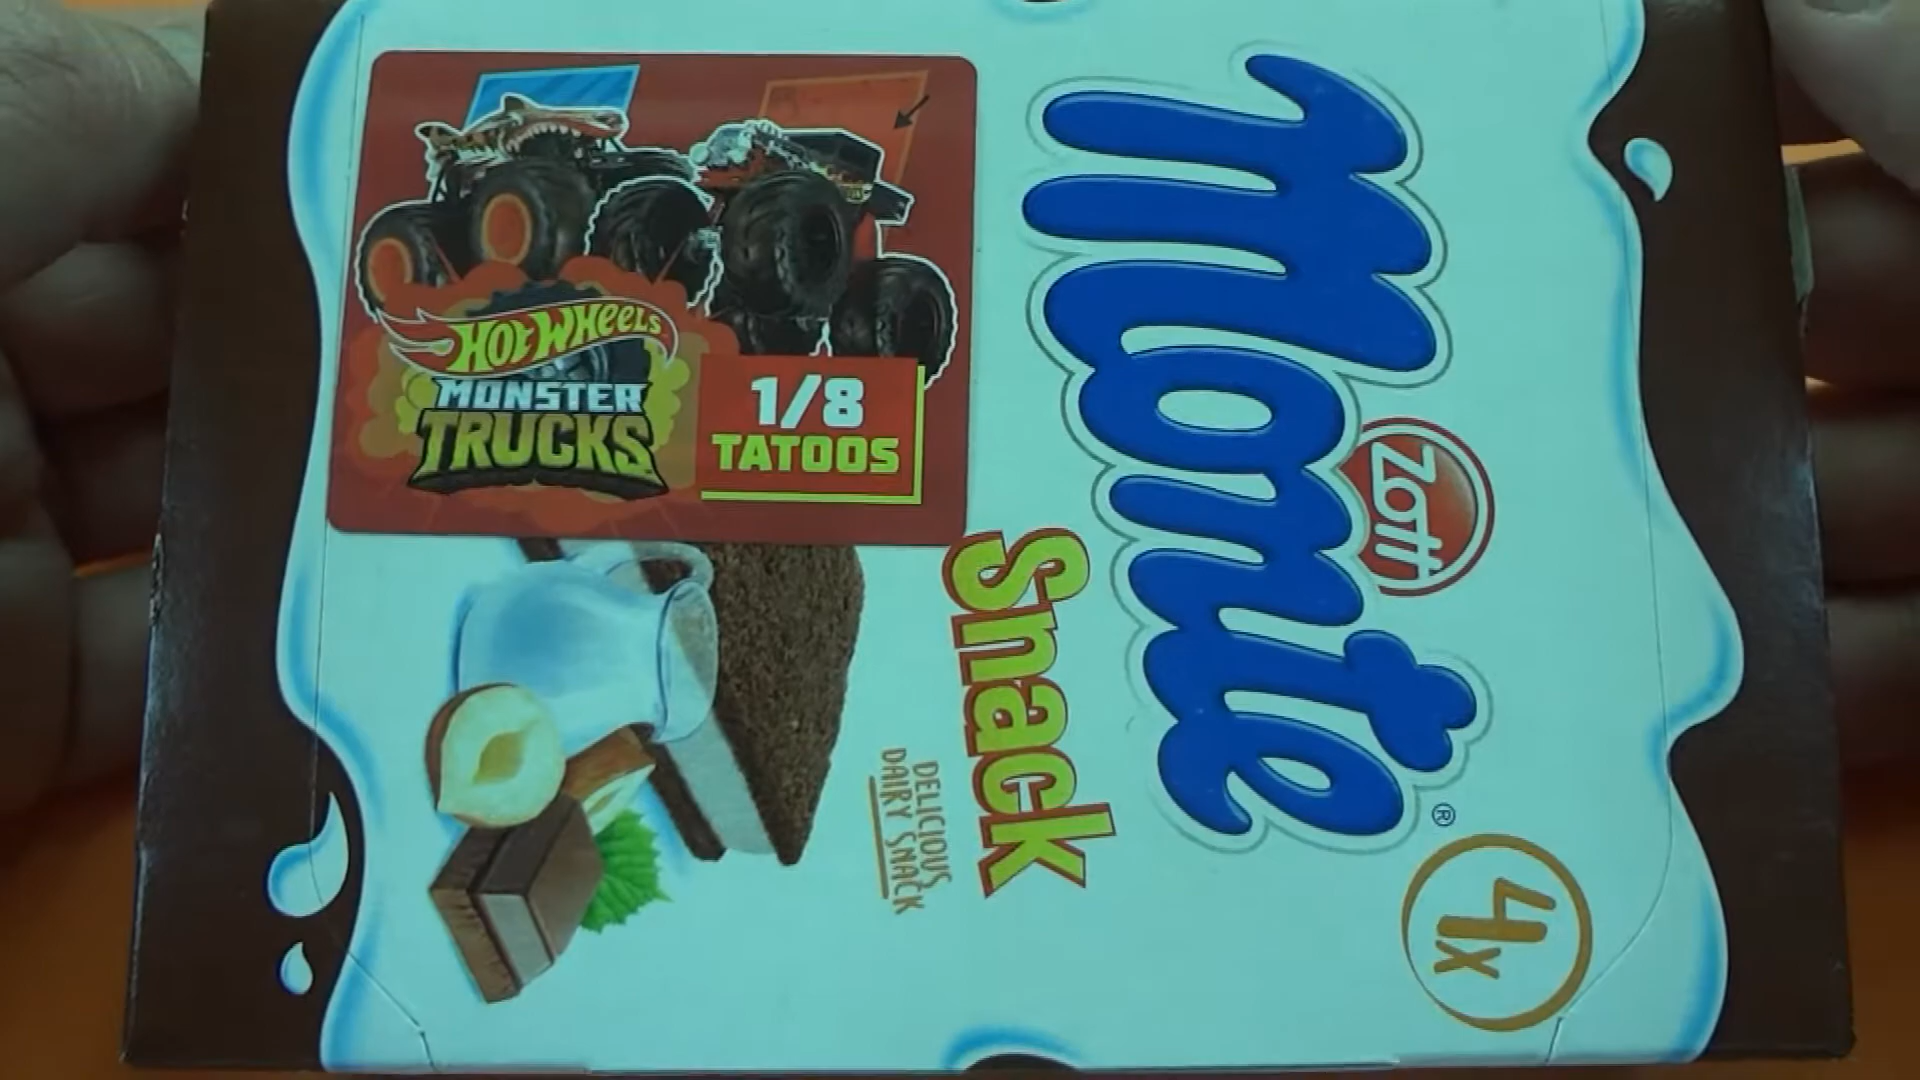 Zott
Monte
®
Snack
DELICIOUS
DAIRY SNACK
4x
HOT WHEELS
MONSTER
TRUCKS
1/8
TATOOS